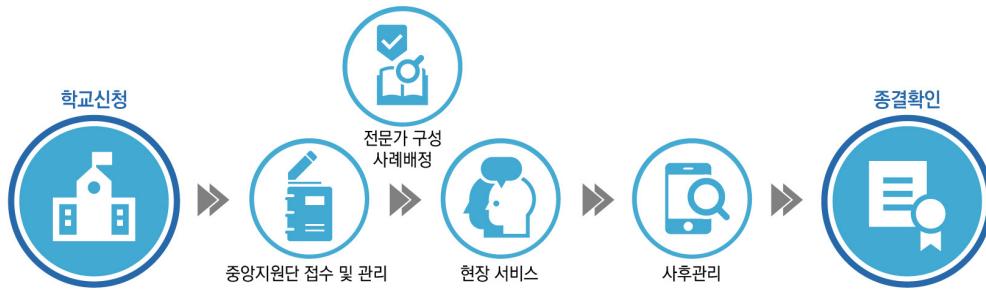 학교신청
중앙지원단 접수 및 관리
전문가 구성
사례배정
현장 서비스
사후관리
종결확인